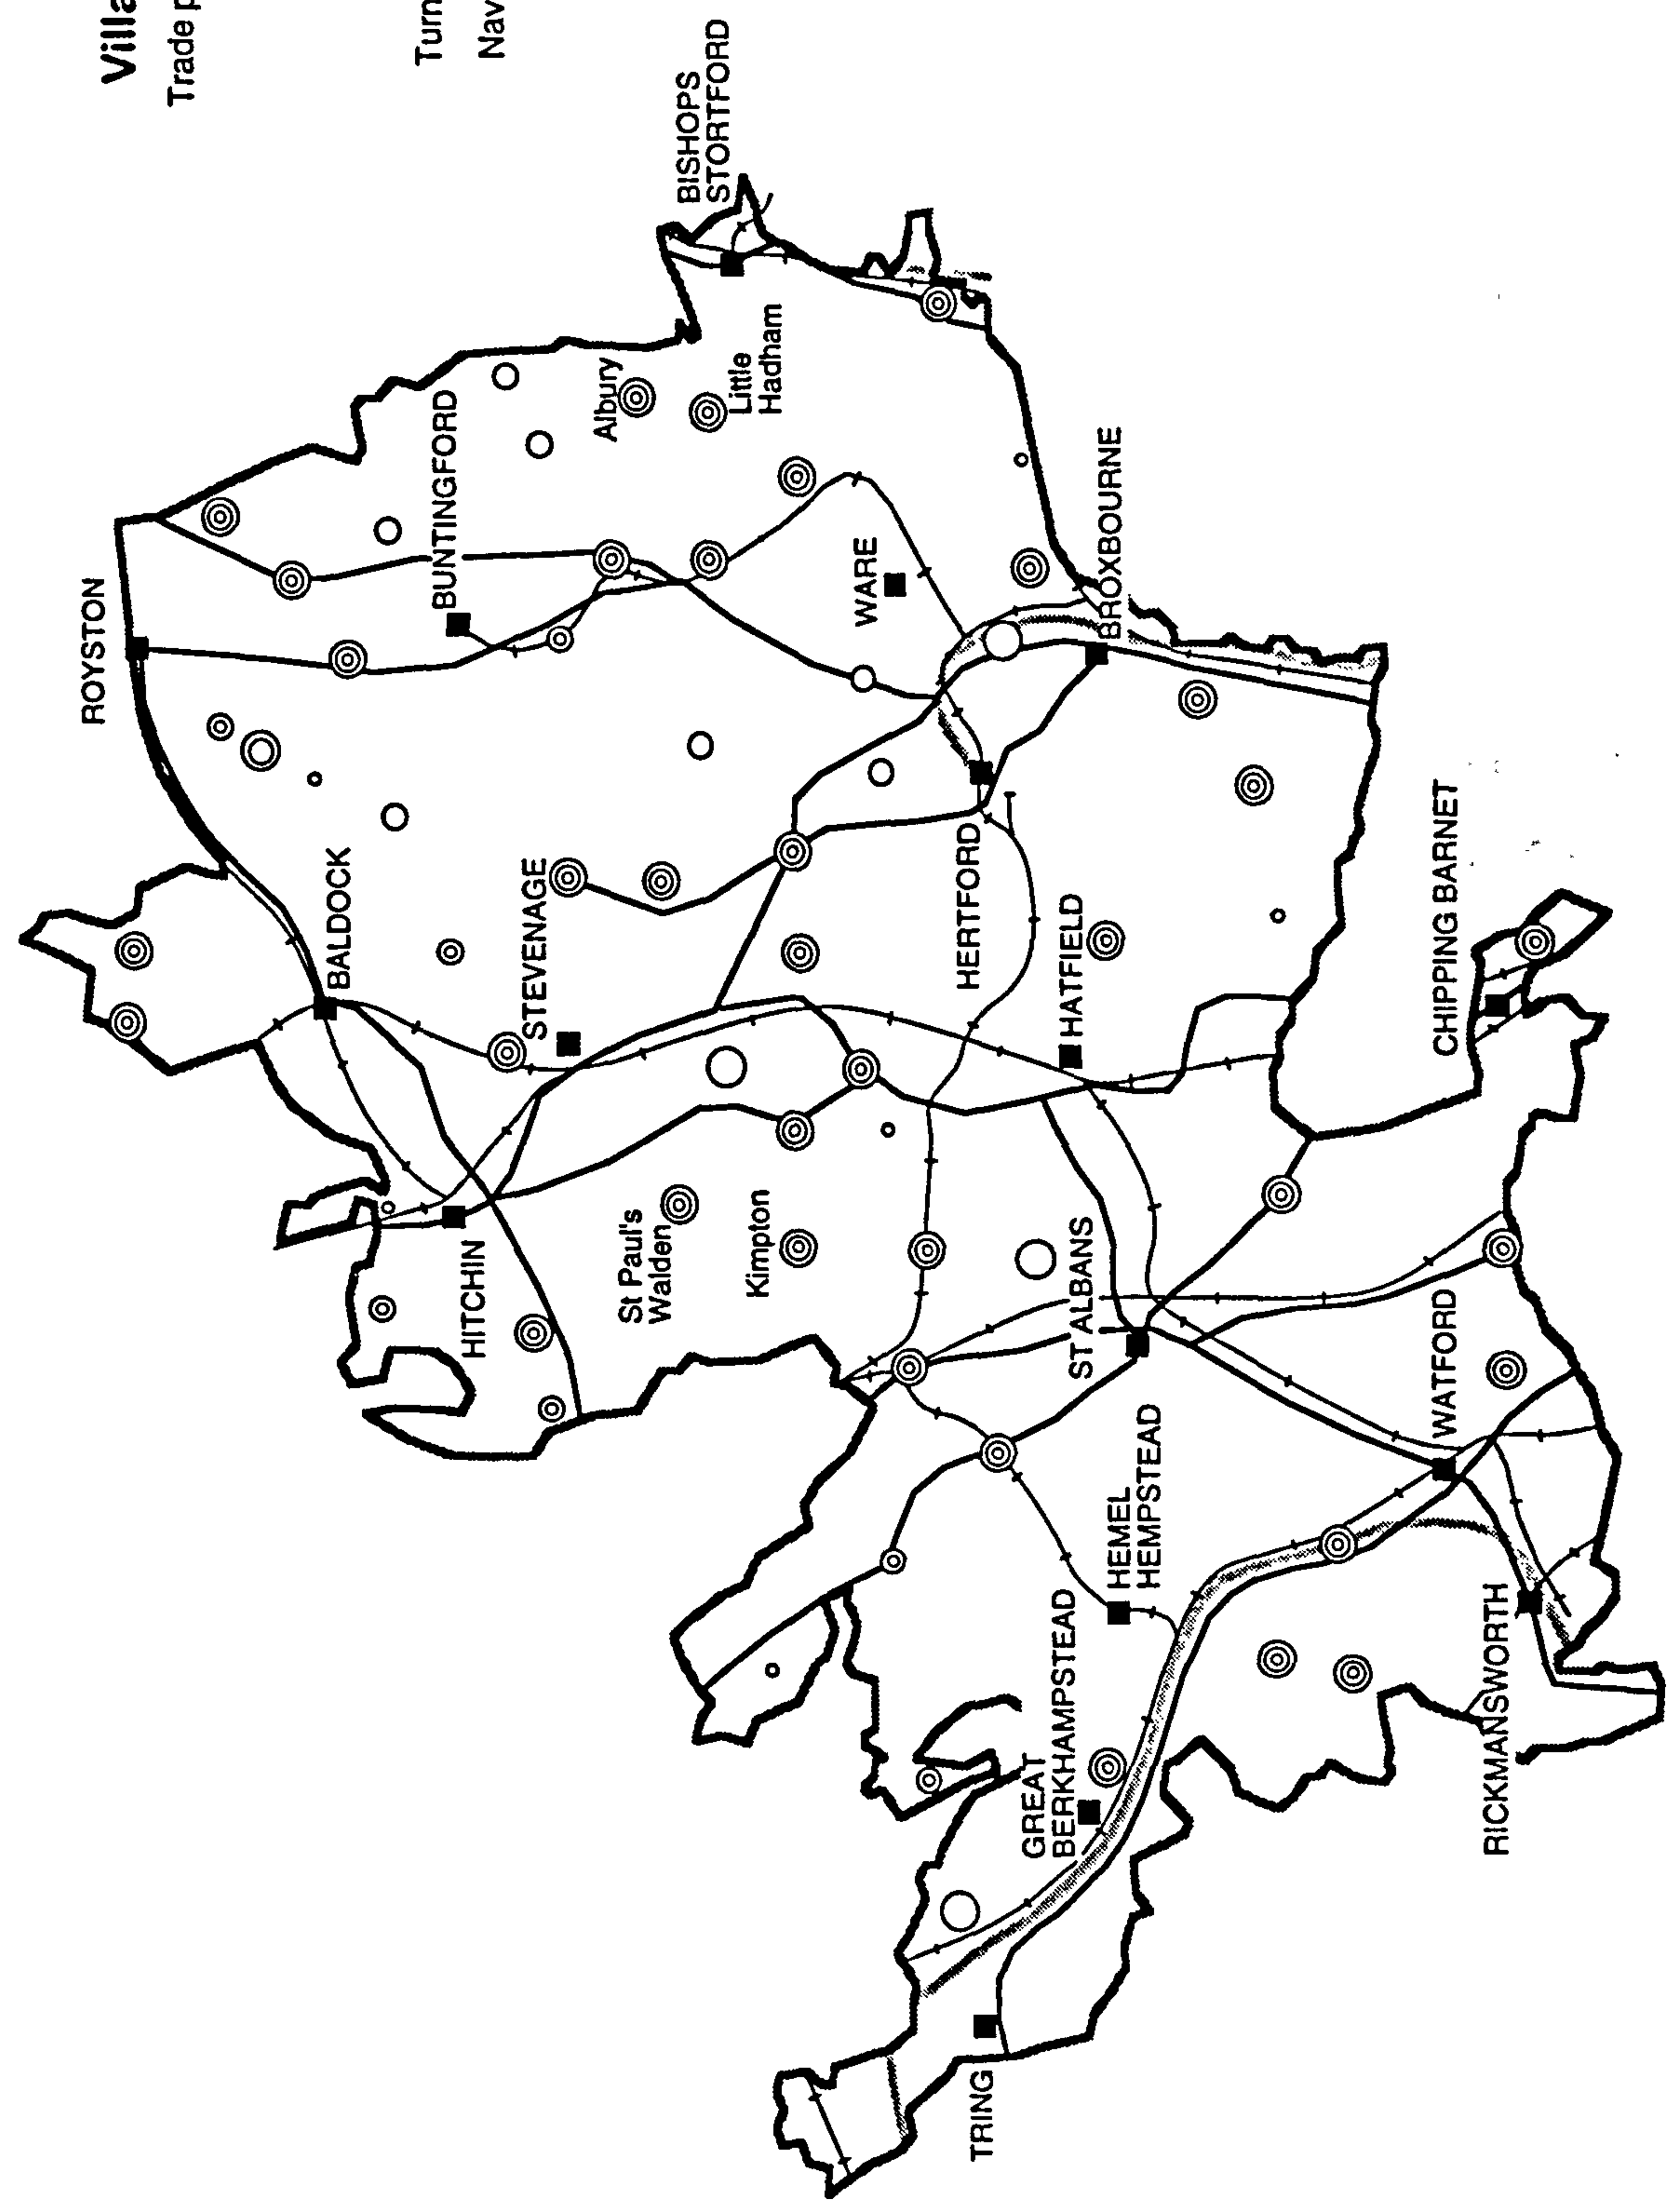 Villa
Trade p
Turn
Nav
BISHOPS
STORTFORD
ROYSTON
BUNTINGFORD
Albury
Little
Hadham
BALDOCK
STEVENAGE
WARE
BROXBOURNE
HITCHIN
St Paul's
Walden
Kimpton
HERTFORD
HATFIELD
CHIPPING BARNET
ST ALBANS
WATFORD
HEMEL
HEMPSTEAD
GREAT
BERKHAMPSTEAD
RICKMANSWORTH
TRING